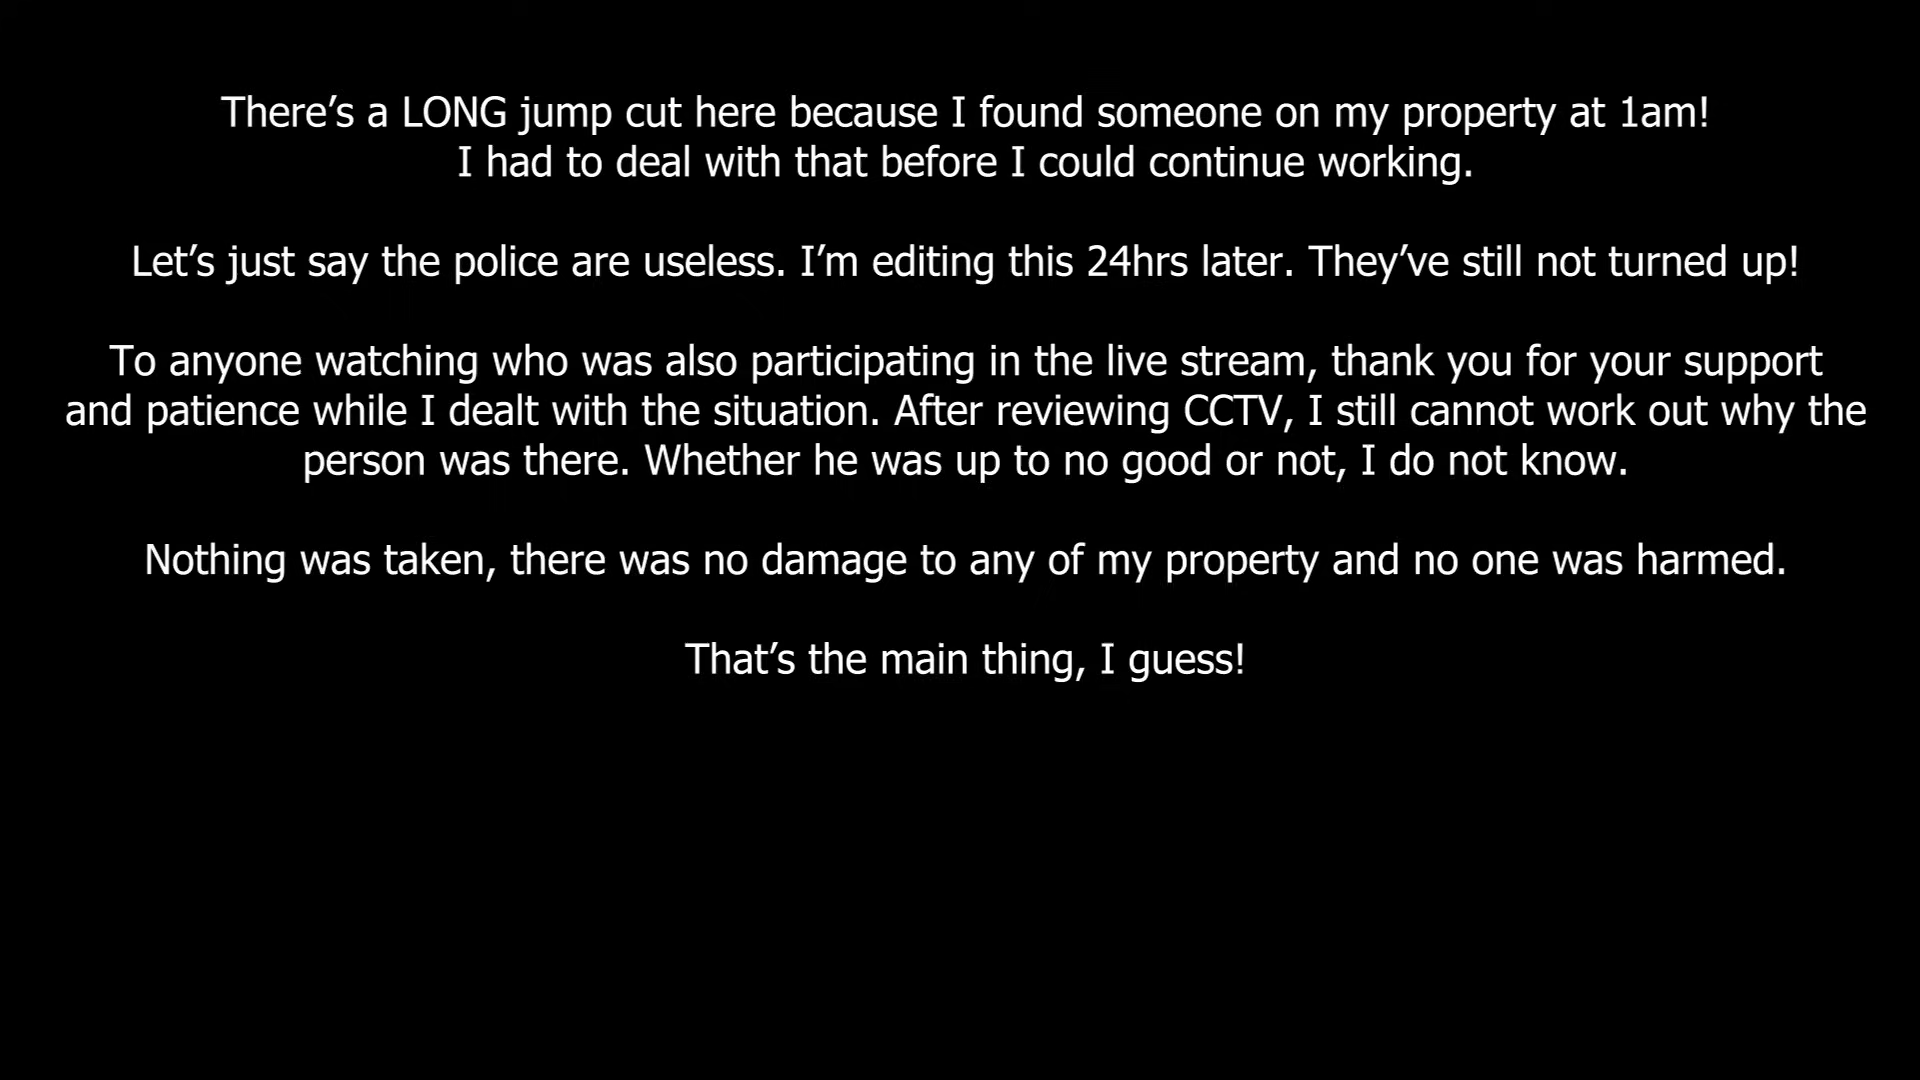 There’s a LONG jump cut here because I found someone on my property at 1am!
I had to deal with that before I could continue working.
Let’s just say the police are useless. I’m editing this 24hrs later. They’ve still not turned up!
To anyone watching who was also participating in the live stream, thank you for your support
and patience while I dealt with the situation. After reviewing CCTV, I still cannot work out why the
person was there. Whether he was up to no good or not, I do not know.
Nothing was taken, there was no damage to any of my property and no one was harmed.
That’s the main thing, I guess!